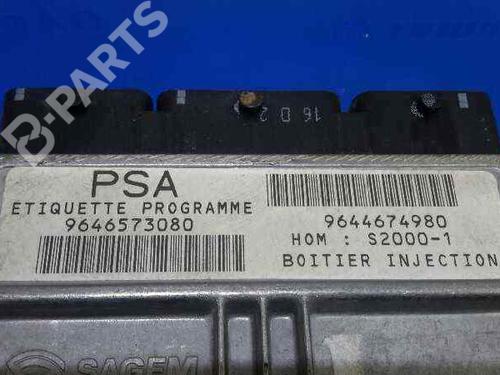 B-PARTS
16 0 2
PSA
ETIQUETTE PROGRAMME
9646573080
9644674980
HOM : S2000-1
BOITIER INJECTION
SAGEM